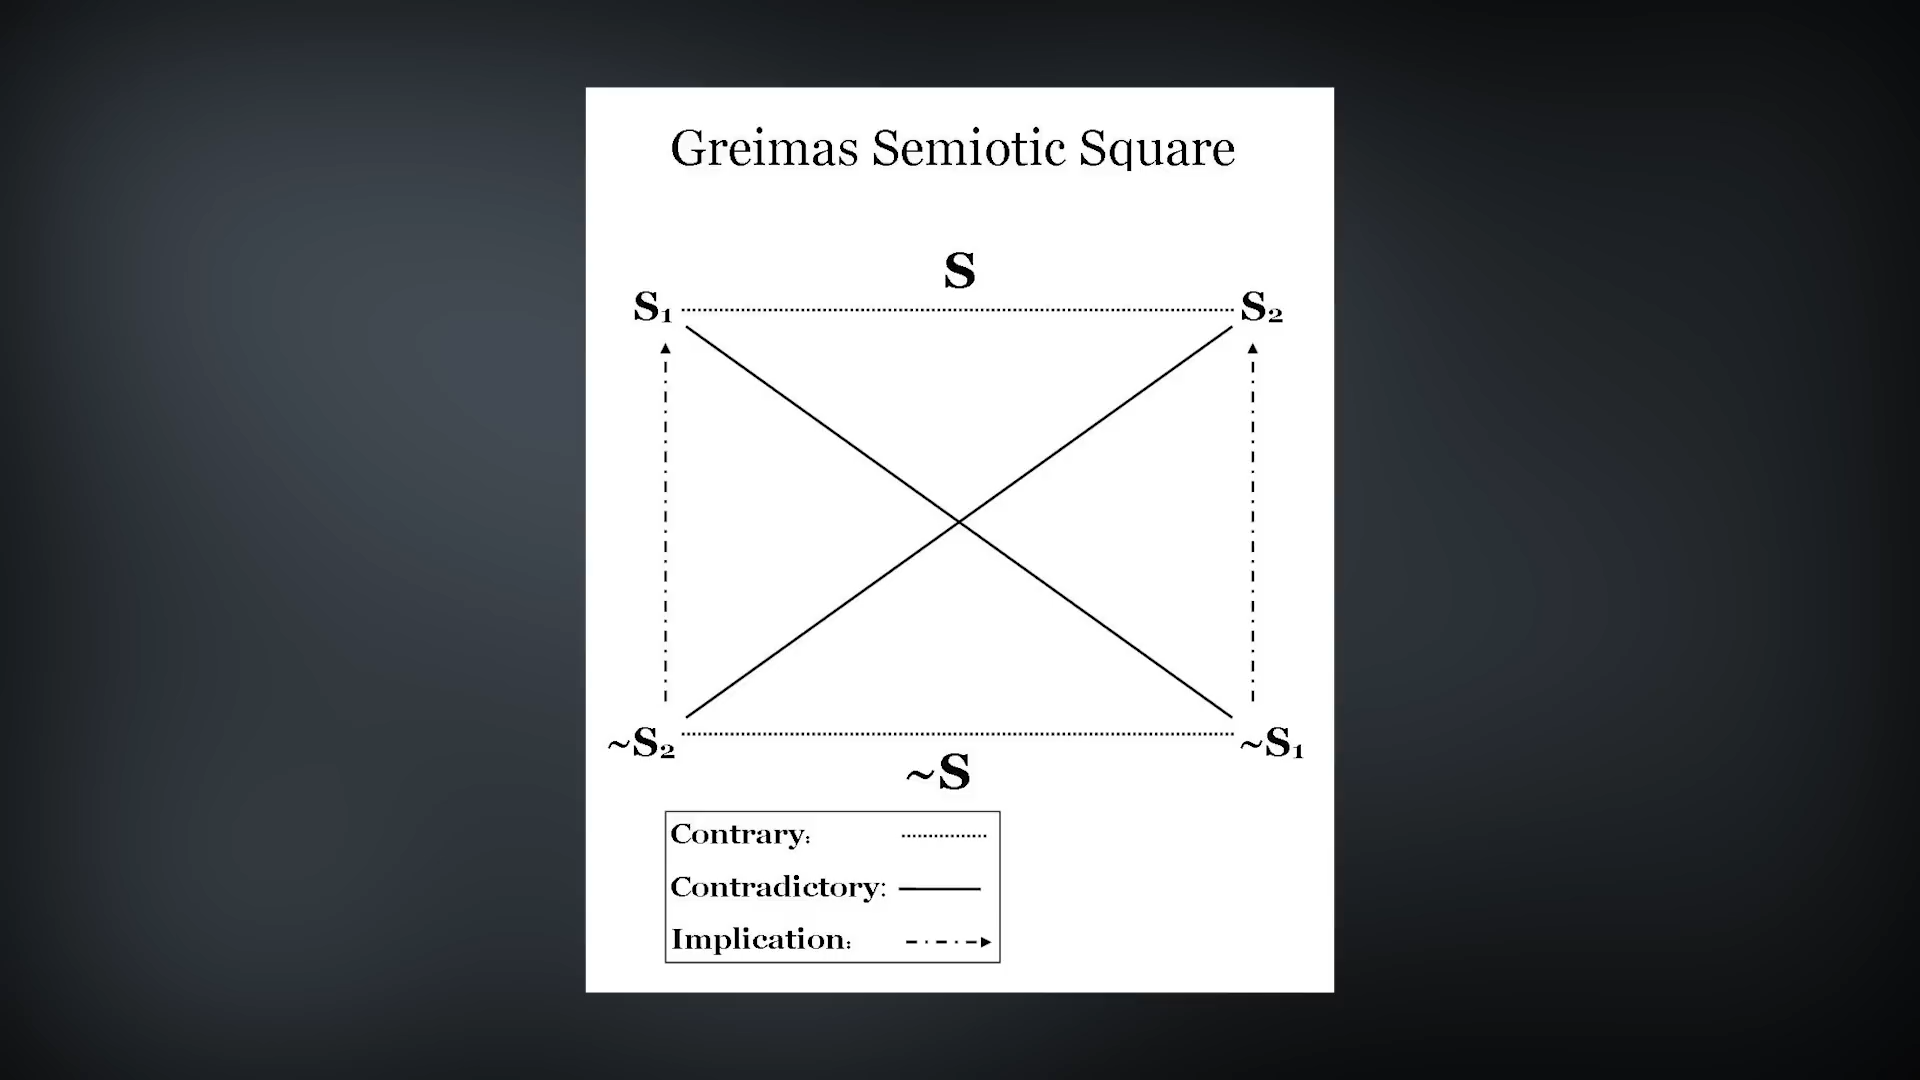 Greimas Semiotic Square
S
S₁ S₂
~S₂ ~S₁
~S
Contrary:
Contradictory:
Implication: